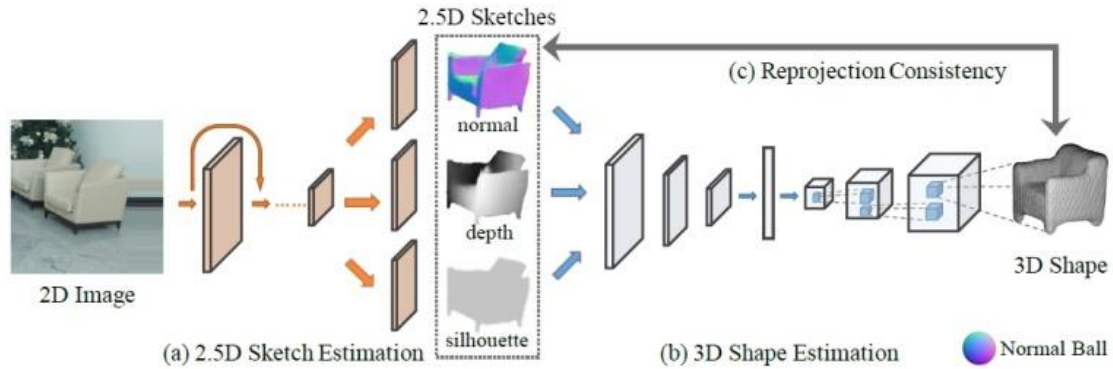 2.5D Sketches
(c) Reprojection Consistency
normal
depth
2D Image
3D Shape
silhouette
(a) 2.5D Sketch Estimation
(b) 3D Shape Estimation
Normal Ball